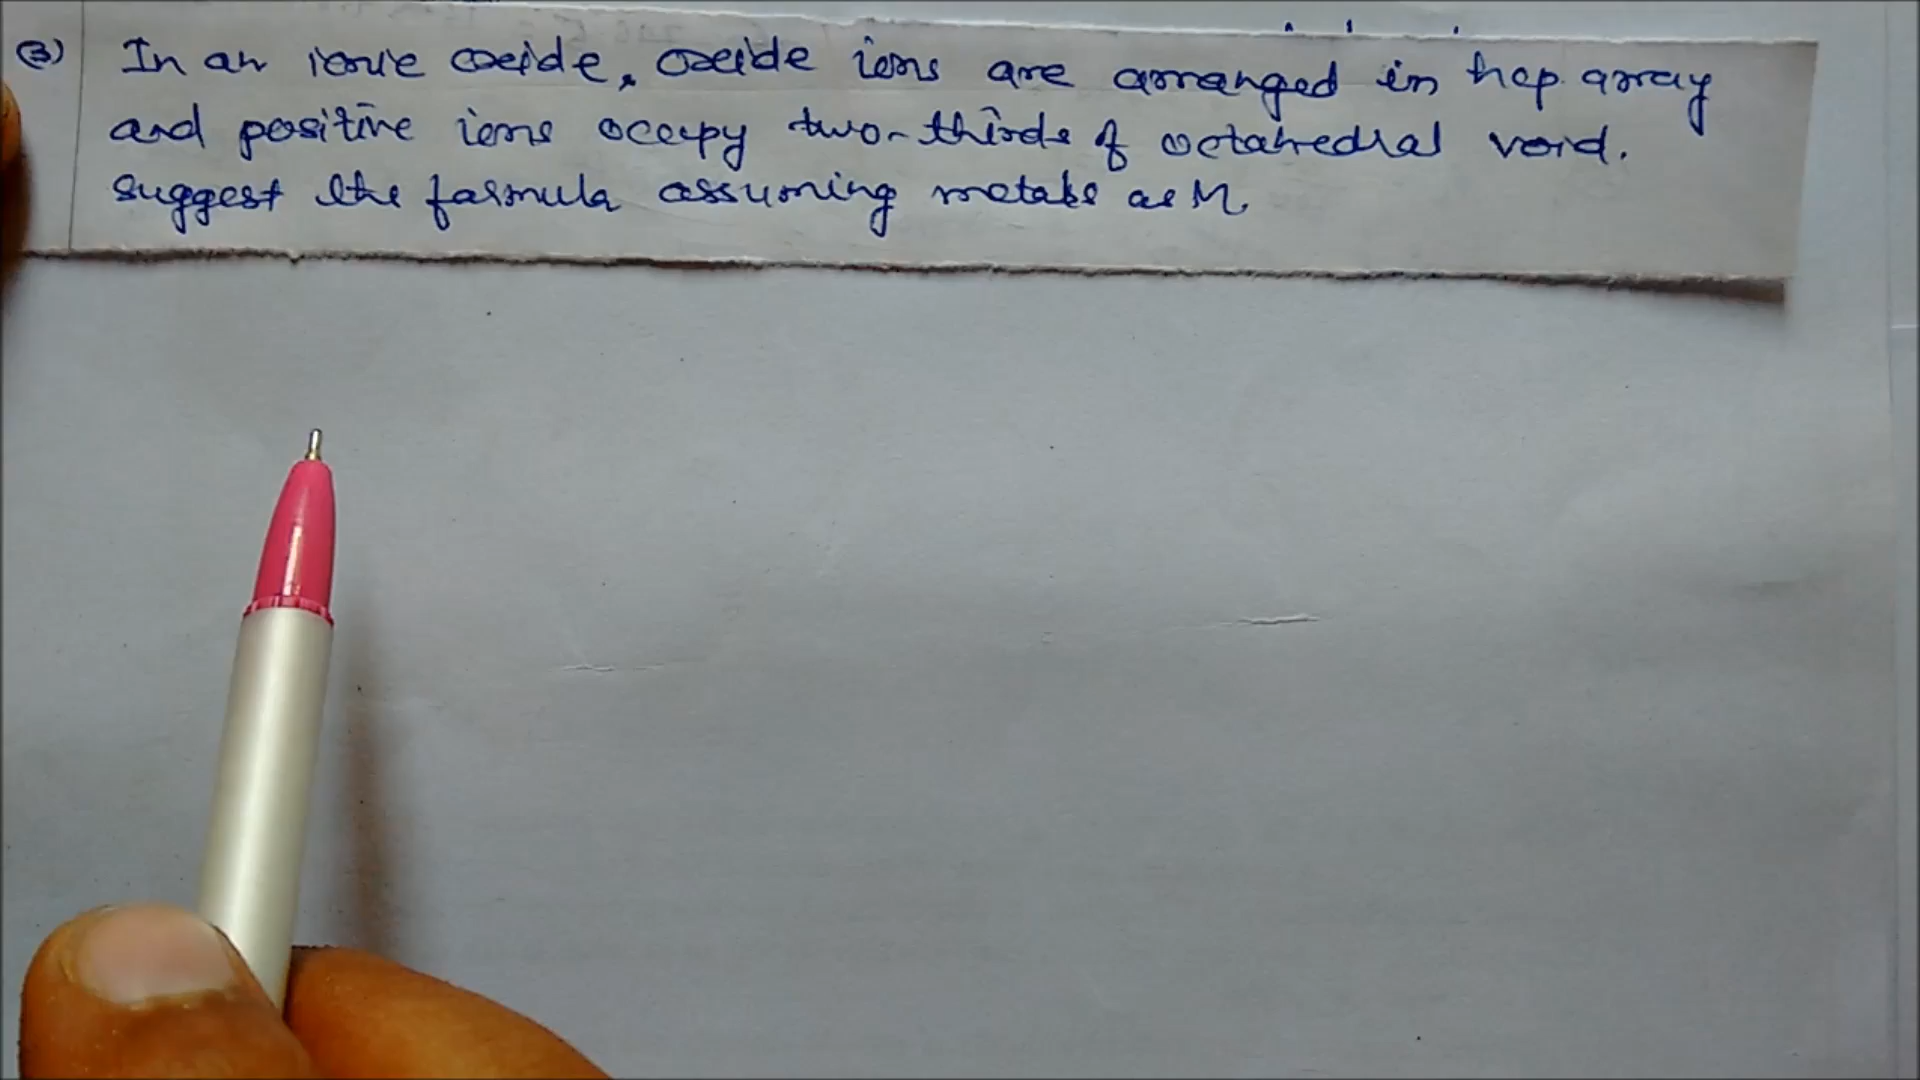 (3) In an ionic oxide, oxide ions are arranged in hcp array
and positive ions occupy two-thirds of octahedral void.
suggest the formula assuming metals as M.